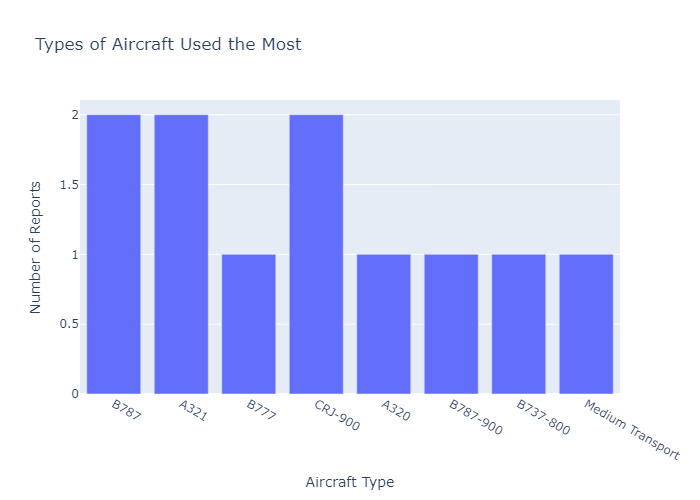 Types of Aircraft Used the Most
Number of Reports
2
1.5
1
0.5
0
B787
A321
B777
CRJ-900
A320
B787-900
B737-800
Medium Transport
Aircraft Type